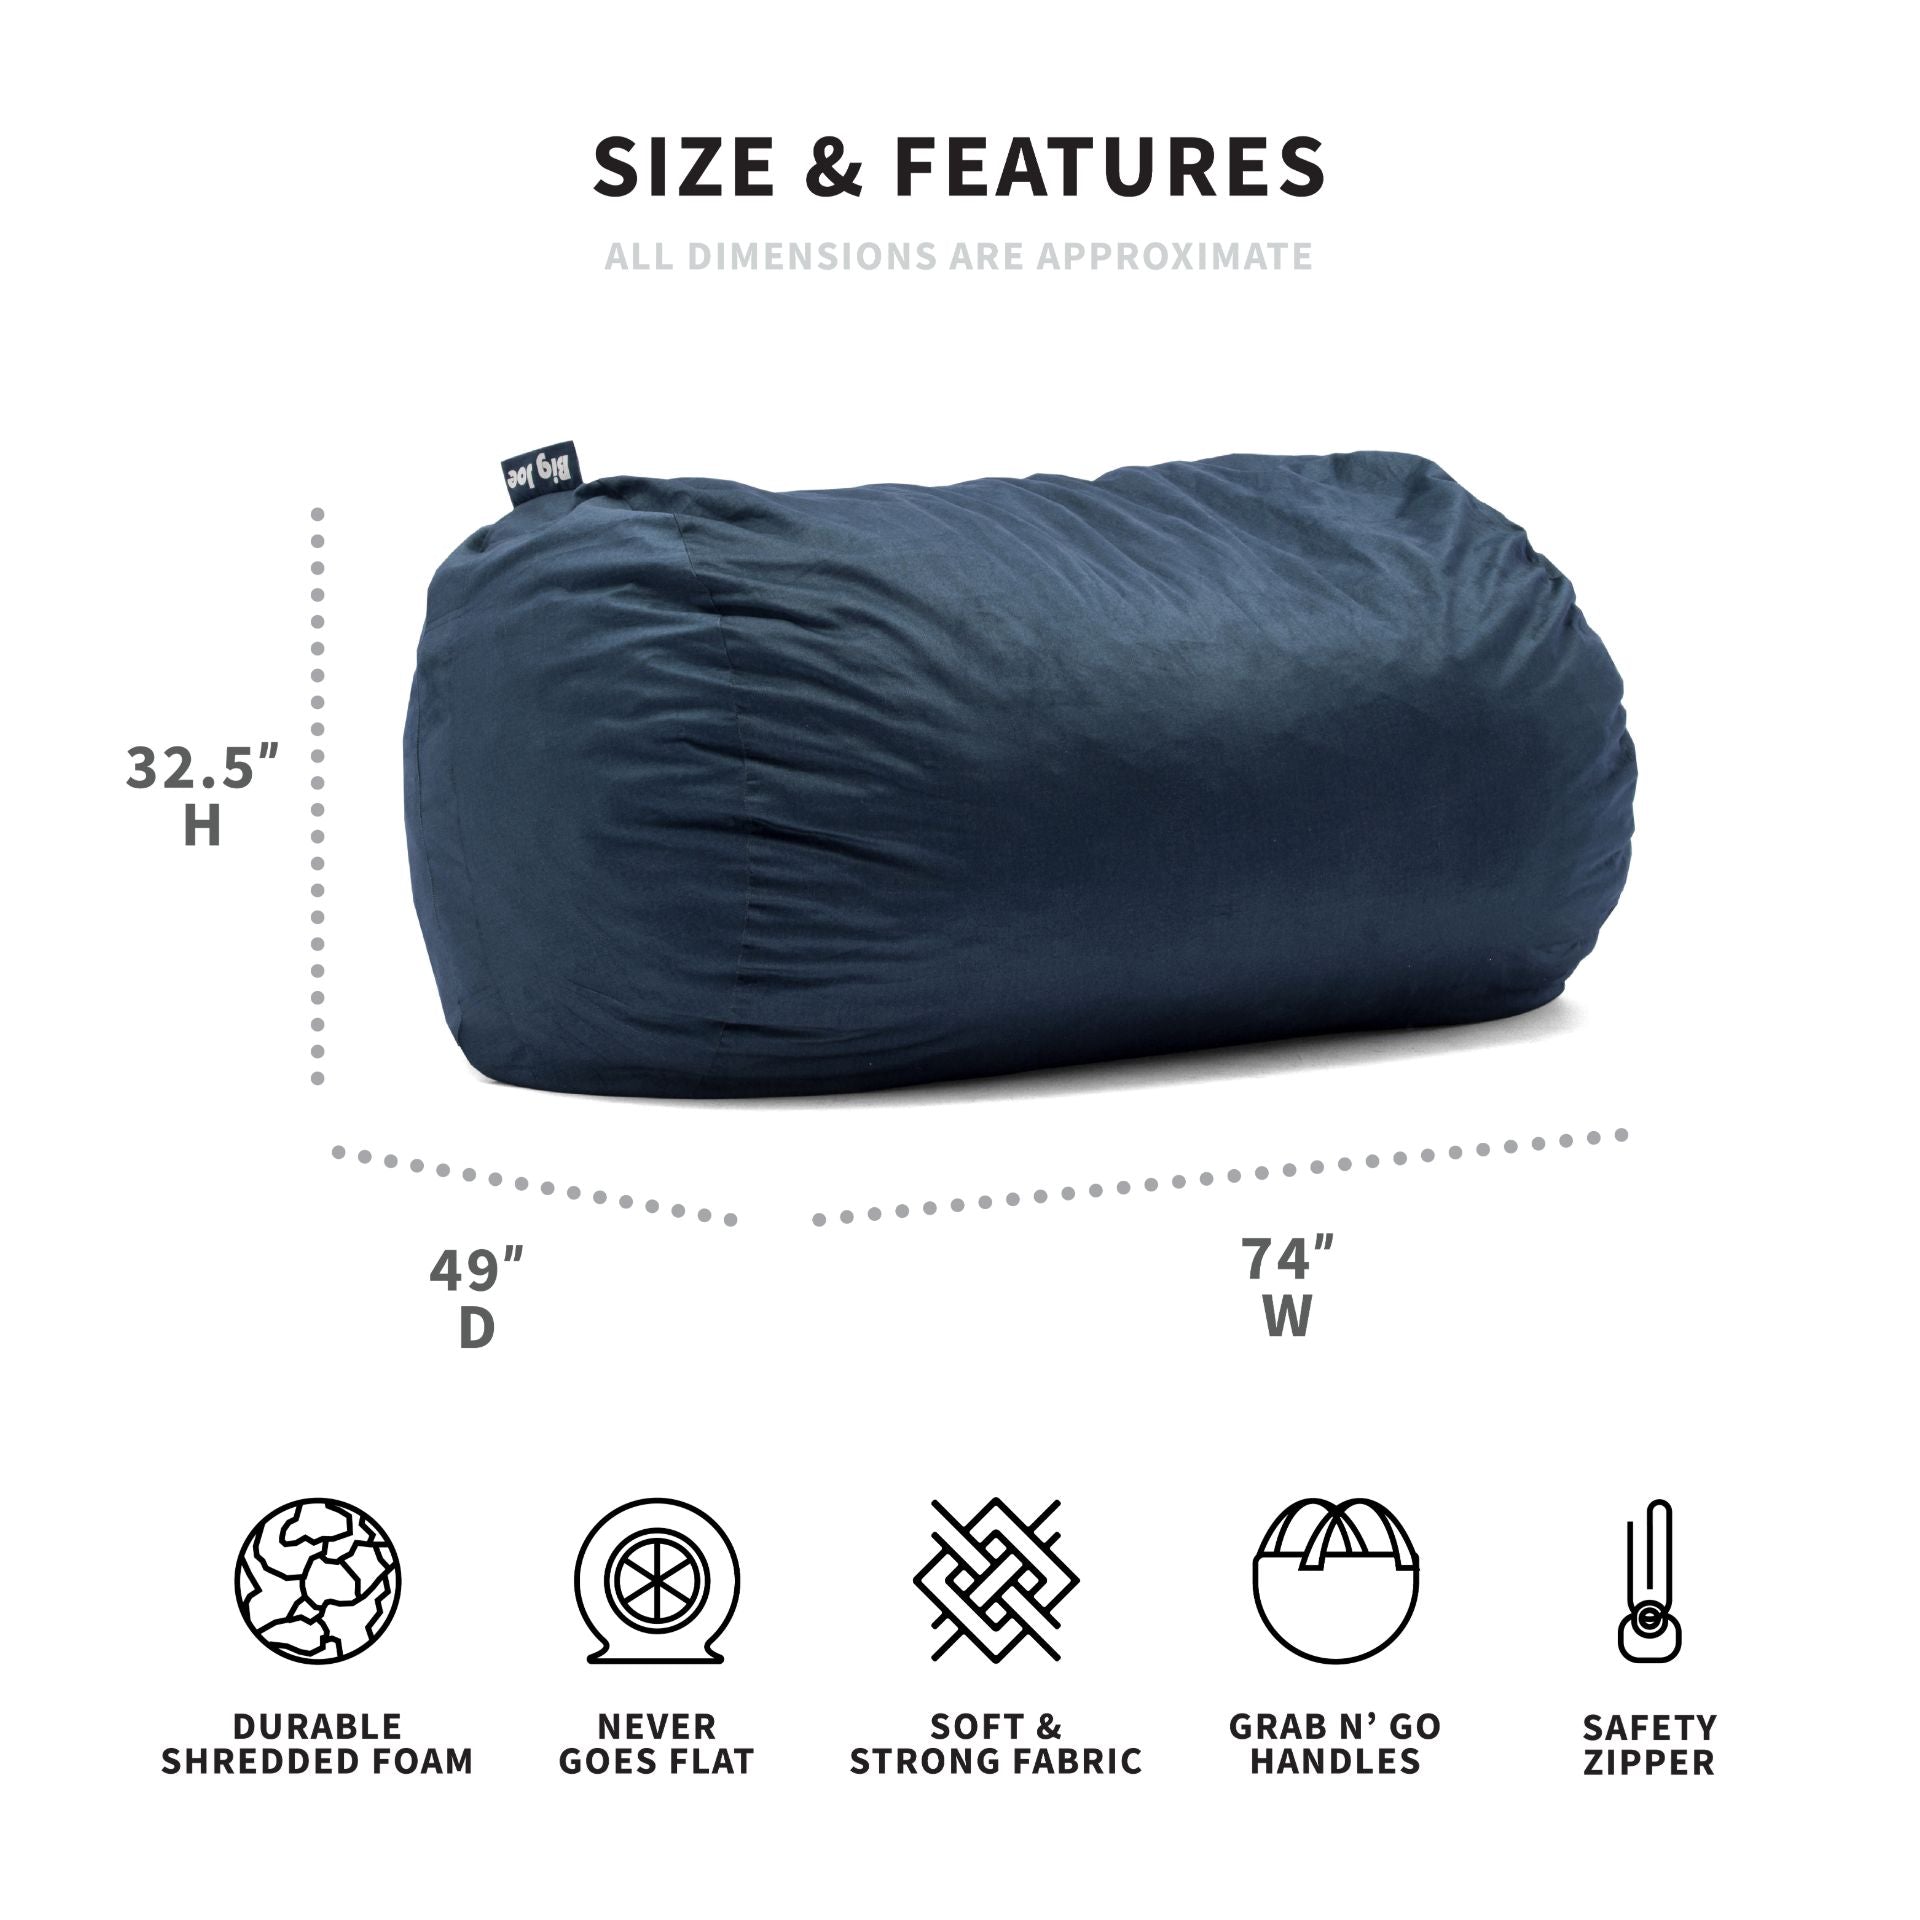 SIZE & FEATURES
ALL DIMENSIONS ARE APPROXIMATE
Big Joe
32.5"
H
49"
D
74"
W
DURABLE
SHREDDED FOAM
NEVER
GOES FLAT
SOFT &
STRONG FABRIC
GRAB N’ GO
HANDLES
SAFETY
ZIPPER